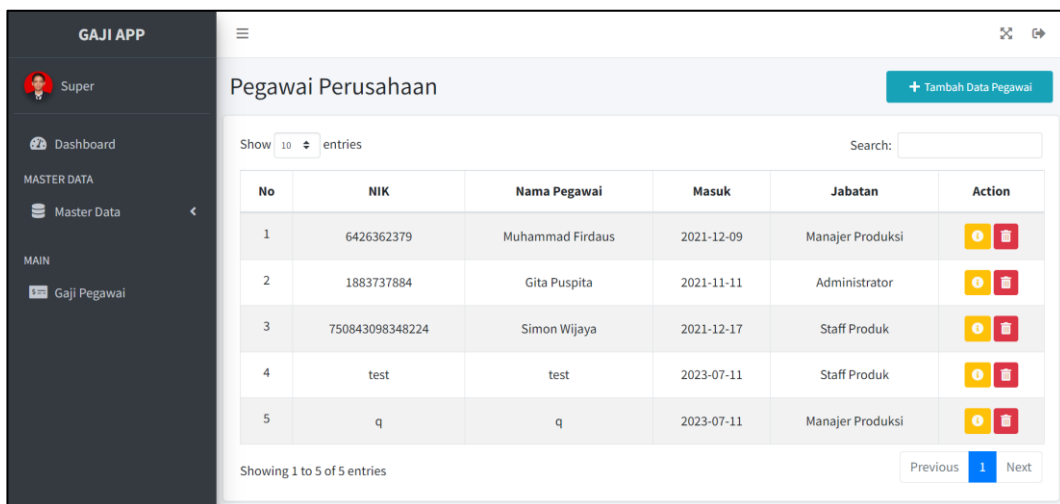 GAJI APP
Super
Dashboard
MASTER DATA
Master Data
MAIN
Gaji Pegawai
Pegawai Perusahaan
+ Tambah Data Pegawai
Show 10 entries
Search:
No NIK Nama Pegawai Masuk Jabatan Action
1 6426362379 Muhammad Firdaus 2021-12-09 Manajer Produksi
2 1883737884 Gita Puspita 2021-11-11 Administrator
3 750843098348224 Simon Wijaya 2021-12-17 Staff Produk
4 test test 2023-07-11 Staff Produk
5 q q 2023-07-11 Manajer Produksi
Showing 1 to 5 of 5 entries
Previous 1 Next